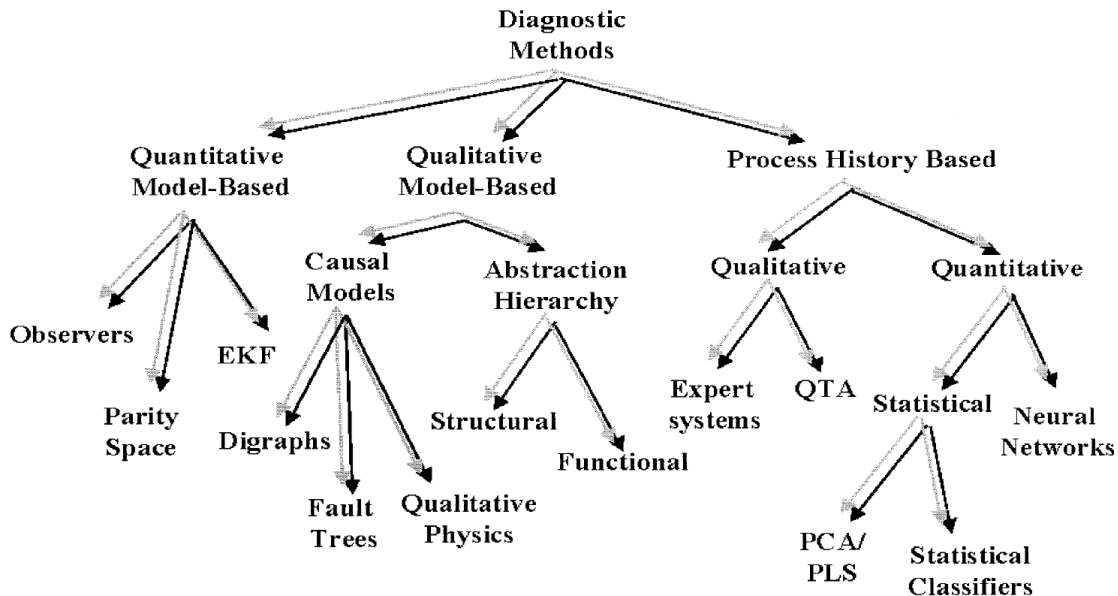 Diagnostic
Methods
Quantitative
Model-Based
Qualitative
Model-Based
Process History Based
Observers
EKF
Parity
Space
Causal
Models
Abstraction
Hierarchy
Digraphs
Fault
Trees
Qualitative
Physics
Structural
Functional
Qualitative
Quantitative
Expert
systems
QTA
Statistical
Neural
Networks
PCA/
PLS
Statistical
Classifiers